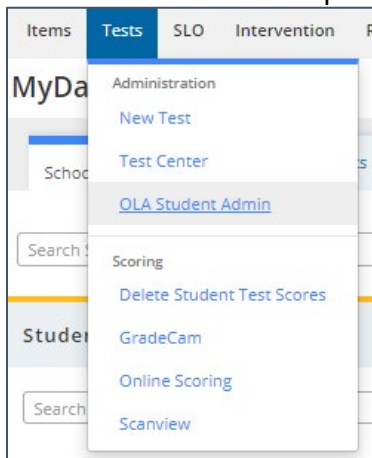 Items Tests SLO Intervention
MyDa
Administration
New Test
Test Center
Schoo
OLA Student Admin
Search
Scoring
Delete Student Test Scores
Studen
GradeCam
Online Scoring
Search
Scanview